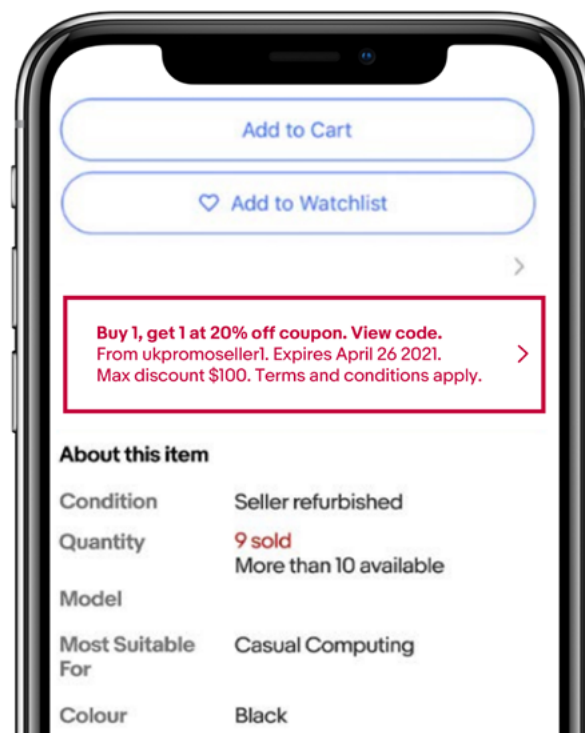 Add to Cart
Add to Watchlist
Buy 1, get 1 at 20% off coupon. View code.
From ukpromoseller1. Expires April 26 2021.
Max discount $100. Terms and conditions apply.
About this item
Condition Seller refurbished
Quantity 9 sold
More than 10 available
Model
Most Suitable For Casual Computing
Colour Black